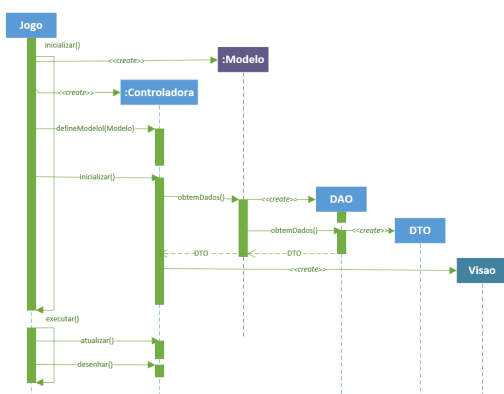 Jogo
inicializar()
<<create>>
:Modelo
<<create>>
:Controladora
defineModelol(Modelo)
inicializar()
obtemDados()
<<create>>
DAO
obtemDados()
<<create>>
DTO
DTO
DTO
<<create>>
Visao
executar()
atualizar()
desenhar()